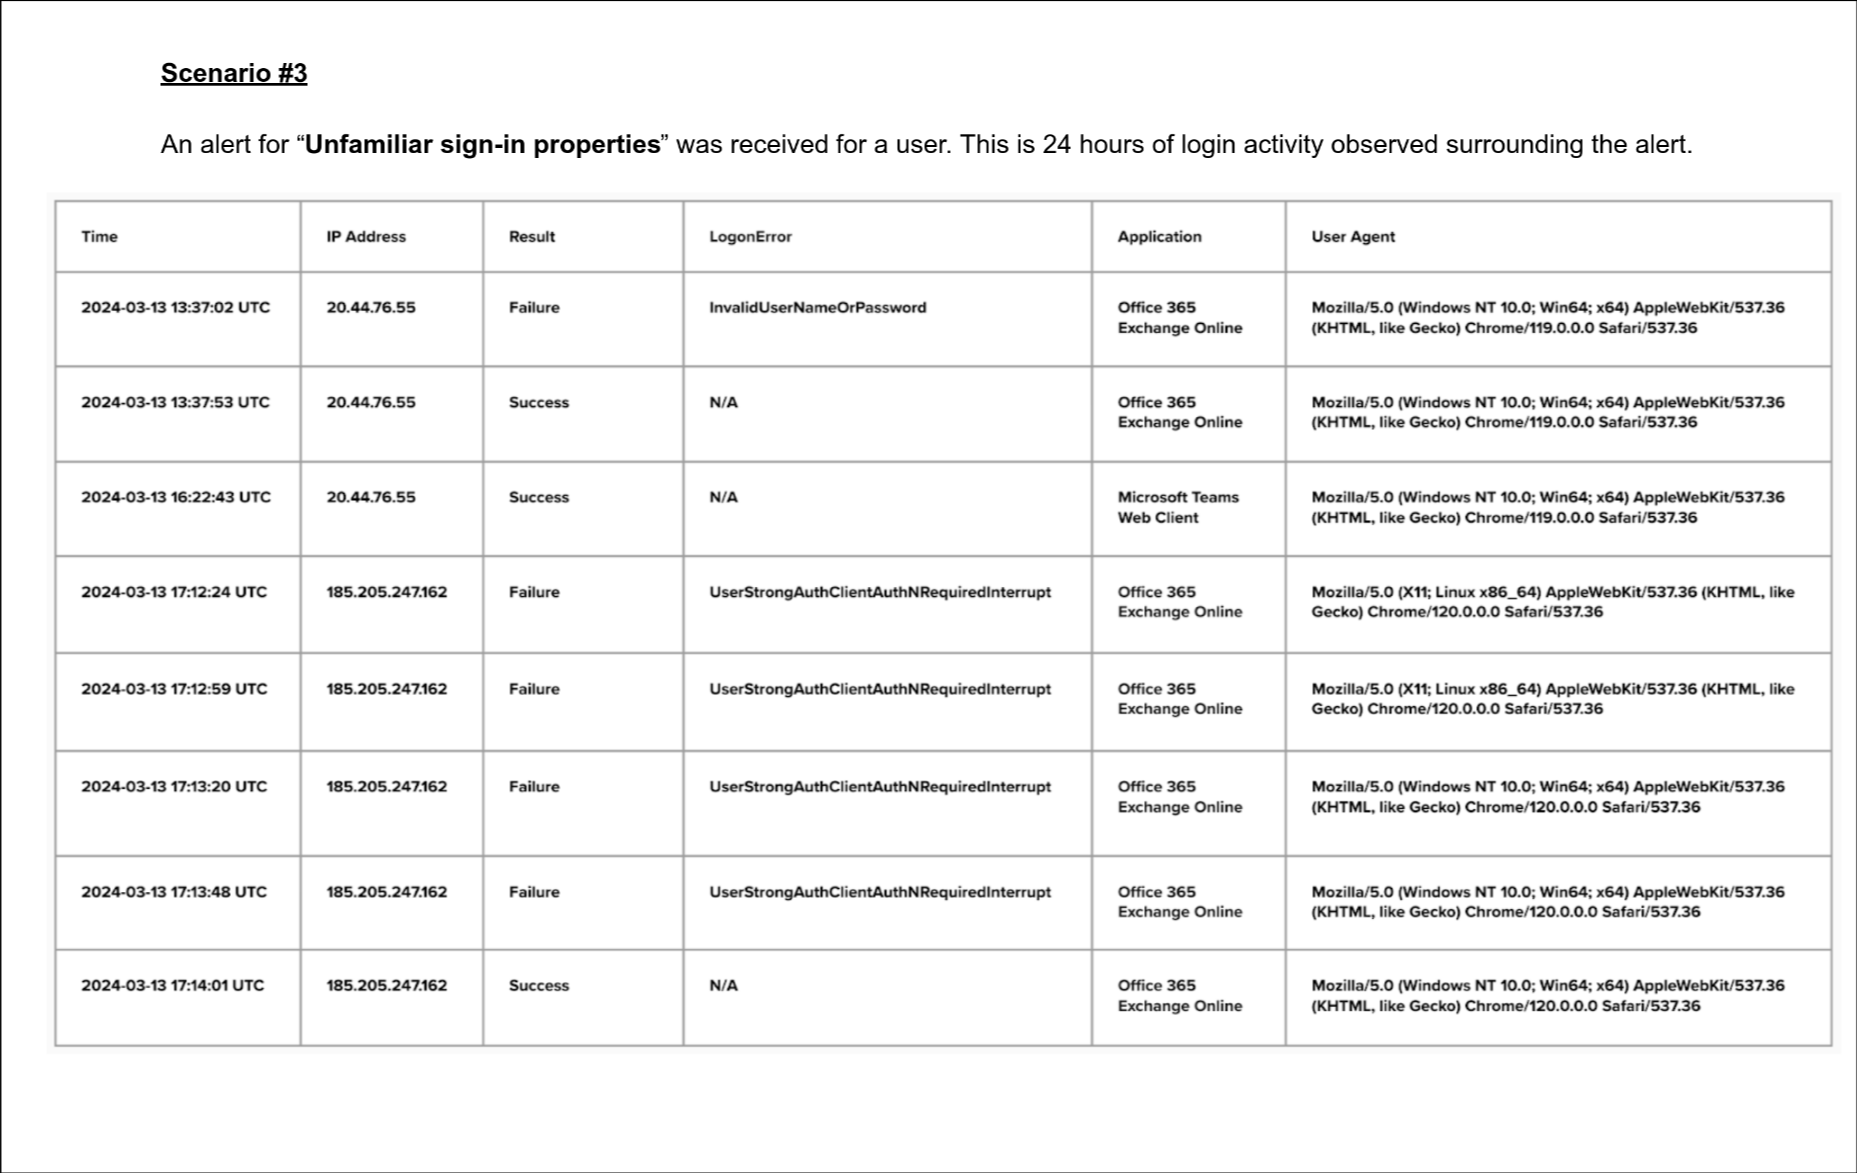 Scenario #3
An alert for “Unfamiliar sign-in properties” was received for a user. This is 24 hours of login activity observed surrounding the alert.
Time IP Address Result LogonError Application User Agent
2024-03-13 13:37:02 UTC 20.44.76.55 Failure InvalidUserNameOrPassword Office 365 Mozilla/5.0 (Windows NT 10.0; Win64; x64) AppleWebKit/537.36
Exchange Online (KHTML, like Gecko) Chrome/119.0.0.0 Safari/537.36
2024-03-13 13:37:53 UTC 20.44.76.55 Success N/A Office 365 Mozilla/5.0 (Windows NT 10.0; Win64; x64) AppleWebKit/537.36
Exchange Online (KHTML, like Gecko) Chrome/119.0.0.0 Safari/537.36
2024-03-13 16:22:43 UTC 20.44.76.55 Success N/A Microsoft Teams Mozilla/5.0 (Windows NT 10.0; Win64; x64) AppleWebKit/537.36
Web Client (KHTML, like Gecko) Chrome/119.0.0.0 Safari/537.36
2024-03-13 17:12:24 UTC 185.205.247.162 Failure UserStrongAuthClientAuthNRequiredInterrupt Office 365 Mozilla/5.0 (X11; Linux x86_64) AppleWebKit/537.36 (KHTML, like
Exchange Online Gecko) Chrome/120.0.0.0 Safari/537.36
2024-03-13 17:12:59 UTC 185.205.247.162 Failure UserStrongAuthClientAuthNRequiredInterrupt Office 365 Mozilla/5.0 (X11; Linux x86_64) AppleWebKit/537.36 (KHTML, like
Exchange Online Gecko) Chrome/120.0.0.0 Safari/537.36
2024-03-13 17:13:20 UTC 185.205.247.162 Failure UserStrongAuthClientAuthNRequiredInterrupt Office 365 Mozilla/5.0 (Windows NT 10.0; Win64; x64) AppleWebKit/537.36
Exchange Online (KHTML, like Gecko) Chrome/120.0.0.0 Safari/537.36
2024-03-13 17:13:48 UTC 185.205.247.162 Failure UserStrongAuthClientAuthNRequiredInterrupt Office 365 Mozilla/5.0 (Windows NT 10.0; Win64; x64) AppleWebKit/537.36
Exchange Online (KHTML, like Gecko) Chrome/120.0.0.0 Safari/537.36
2024-03-13 17:14:01 UTC 185.205.247.162 Success N/A Office 365 Mozilla/5.0 (Windows NT 10.0; Win64; x64) AppleWebKit/537.36
Exchange Online (KHTML, like Gecko) Chrome/120.0.0.0 Safari/537.36